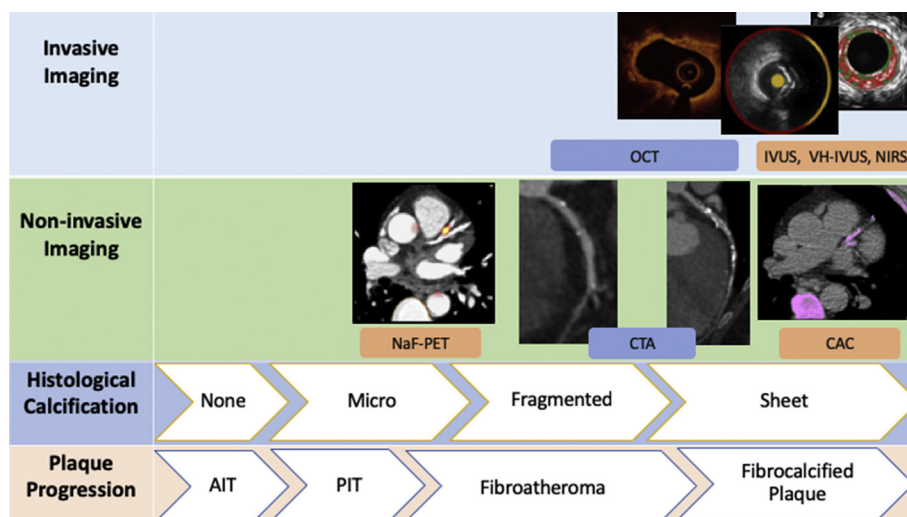 Invasive
Imaging
OCT
IVUS, VH-IVUS, NIRS
Non-invasive
Imaging
NaF-PET
CTA
CAC
Histological
Calcification
None
Micro
Fragmented
Sheet
Plaque
Progression
AIT
PIT
Fibroatheroma
Fibrocalcified
Plaque